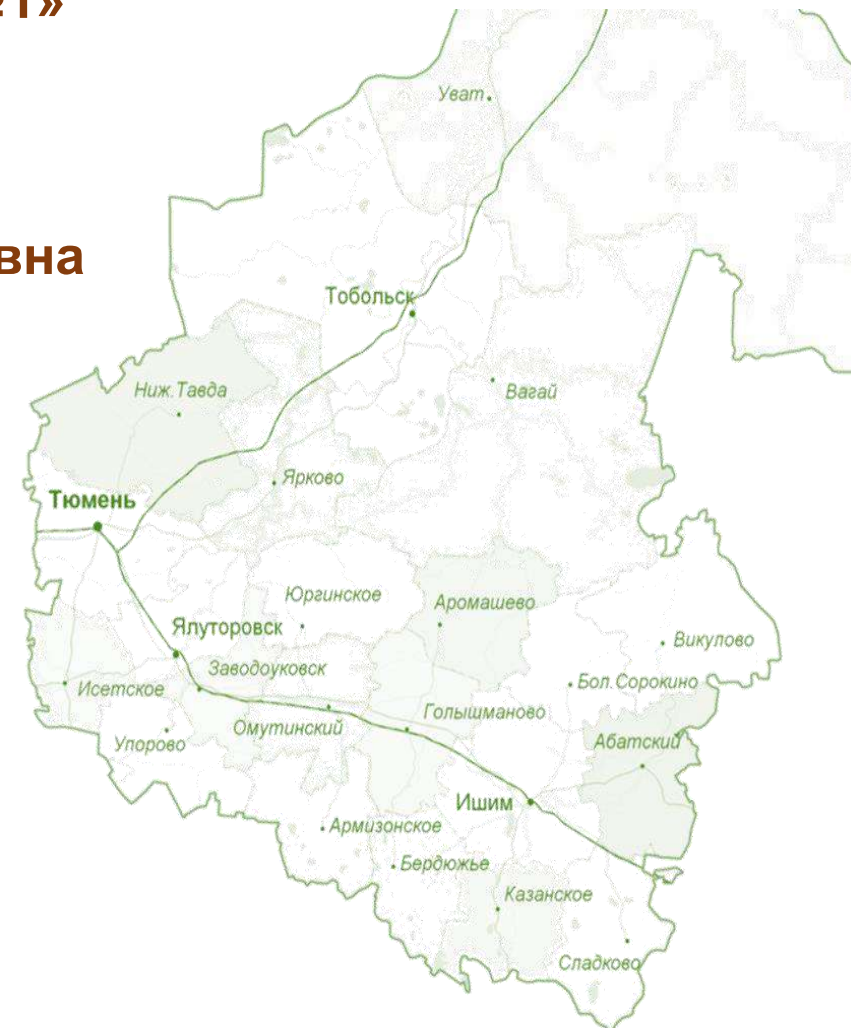 21»
Уват
вна
Тобольск
Ниж.Тавда
Вагай
Ярково
Тюмень
Юргинское
Аромашево
Ялуторовск
Викулово
Заводоуковск
Исетское
Бол.Сорокино
Голышманово
Омутинский
Упорово
Абатский
Ишим
Армизонское
Бердюжье
Казанское
Сладково